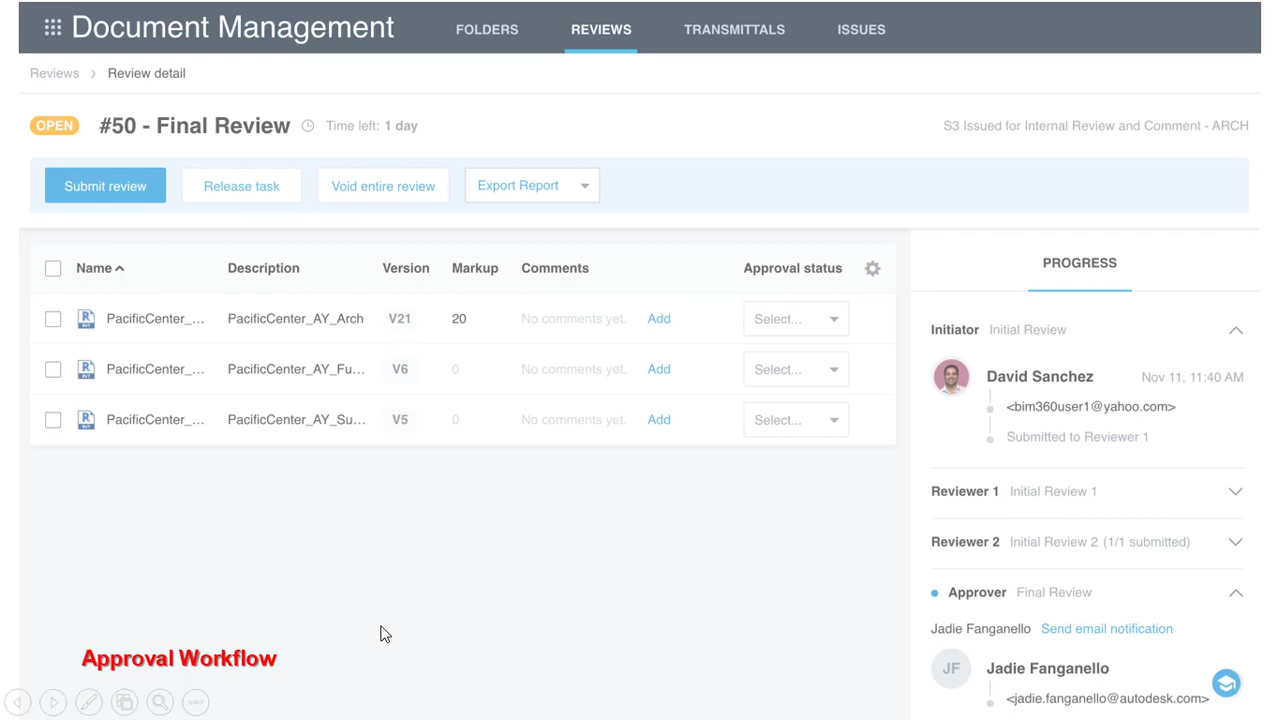 Document Management FOLDERS REVIEWS TRANSMITTALS ISSUES
Reviews > Review detail
OPEN #50 - Final Review Time left: 1 day S3 Issued for Internal Review and Comment - ARCH
Submit review Release task Void entire review Export Report
Name Description Version Markup Comments Approval status
PacificCenter_... PacificCenter_AY_Arch V21 20 No comments yet. Add Select...
PacificCenter_... PacificCenter_AY_Fu... V6 0 No comments yet. Add Select...
PacificCenter_... PacificCenter_AY_Su... V5 0 No comments yet. Add Select...
PROGRESS
Initiator Initial Review
David Sanchez Nov 11, 11:40 AM
<bim360user1@yahoo.com>
Submitted to Reviewer 1
Reviewer 1 Initial Review 1
Reviewer 2 Initial Review 2 (1/1 submitted)
Approver Final Review
Jadie Fanganello Send email notification
JF Jadie Fanganello
<jadie.fanganello@autodesk.com>
Approval Workflow